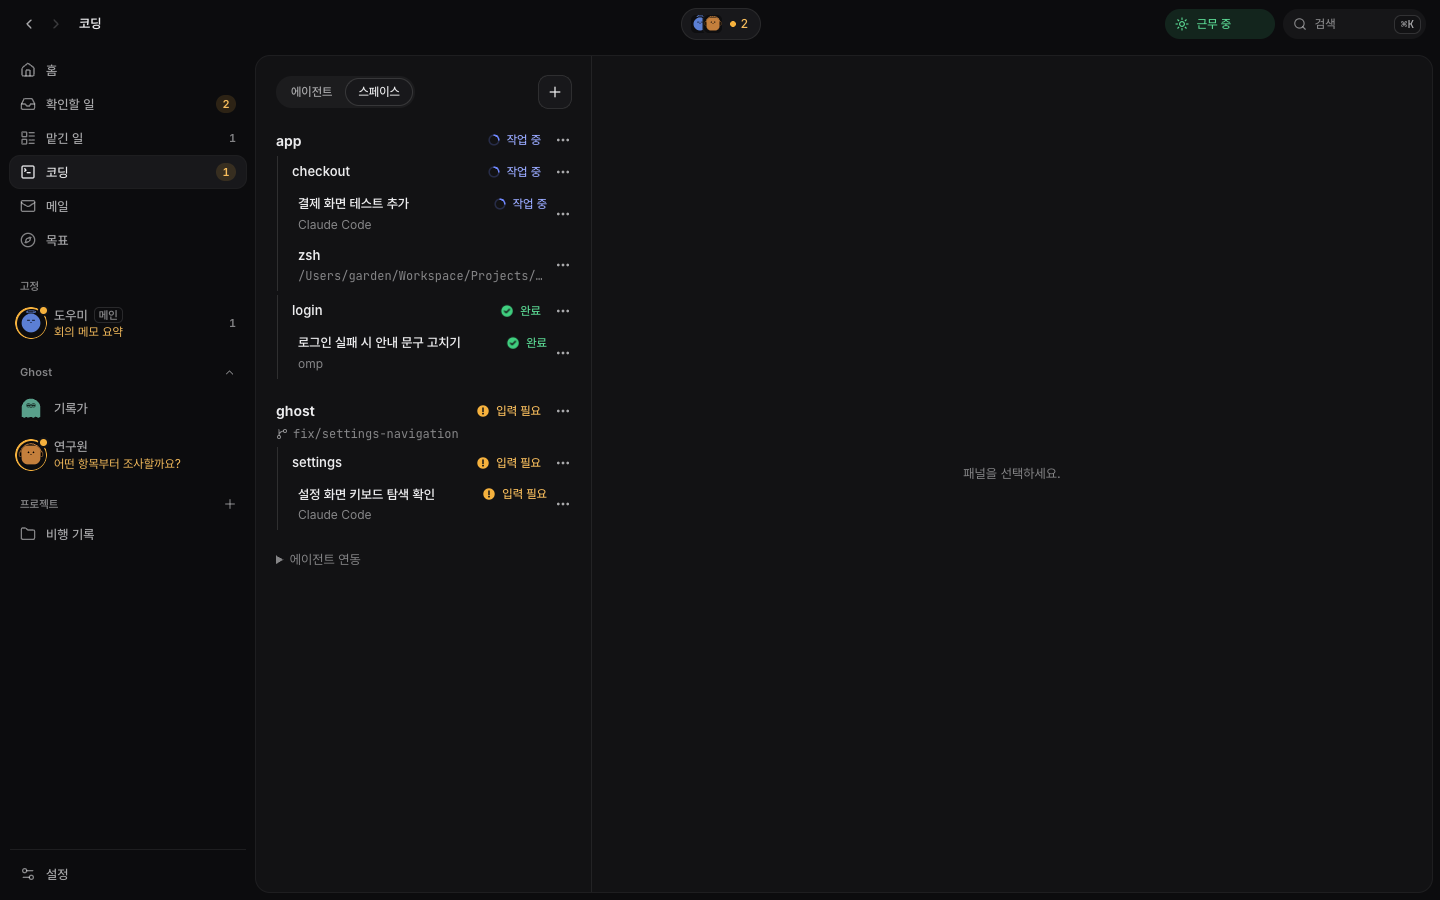 코딩
2
근무 중
검색
⌘K
홈
확인할 일
2
맡긴 일
1
코딩
1
메일
목표
고정
도우미
메인
회의 메모 요약
1
Ghost
기록가
연구원
어떤 항목부터 조사할까요?
프로젝트
비행 기록
설정
에이전트
스페이스
app
작업 중
checkout
작업 중
결제 화면 테스트 추가
작업 중
Claude Code
zsh
/Users/garden/Workspace/Projects/…
login
완료
로그인 실패 시 안내 문구 고치기
완료
omp
ghost
입력 필요
fix/settings-navigation
settings
입력 필요
설정 화면 키보드 탐색 확인
입력 필요
Claude Code
에이전트 연동
패널을 선택하세요.